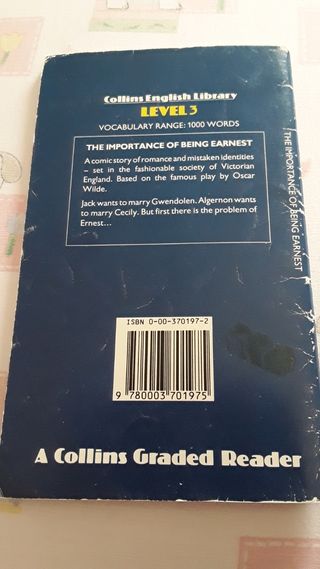 Collins English Library
LEVEL 3
VOCABULARY RANGE: 1000 WORDS
THE IMPORTANCE OF BEING EARNEST
A comic story of romance and mistaken identities
– set in the fashionable society of Victorian
England. Based on the famous play by Oscar
Wilde.
Jack wants to marry Gwendolen. Algernon wants
to marry Cecily. But first there is the problem of
Ernest...
THE IMPORTANCE OF BEING EARNEST
ISBN 0-00-370197-2
9 780003 701975
A Collins Graded Reader